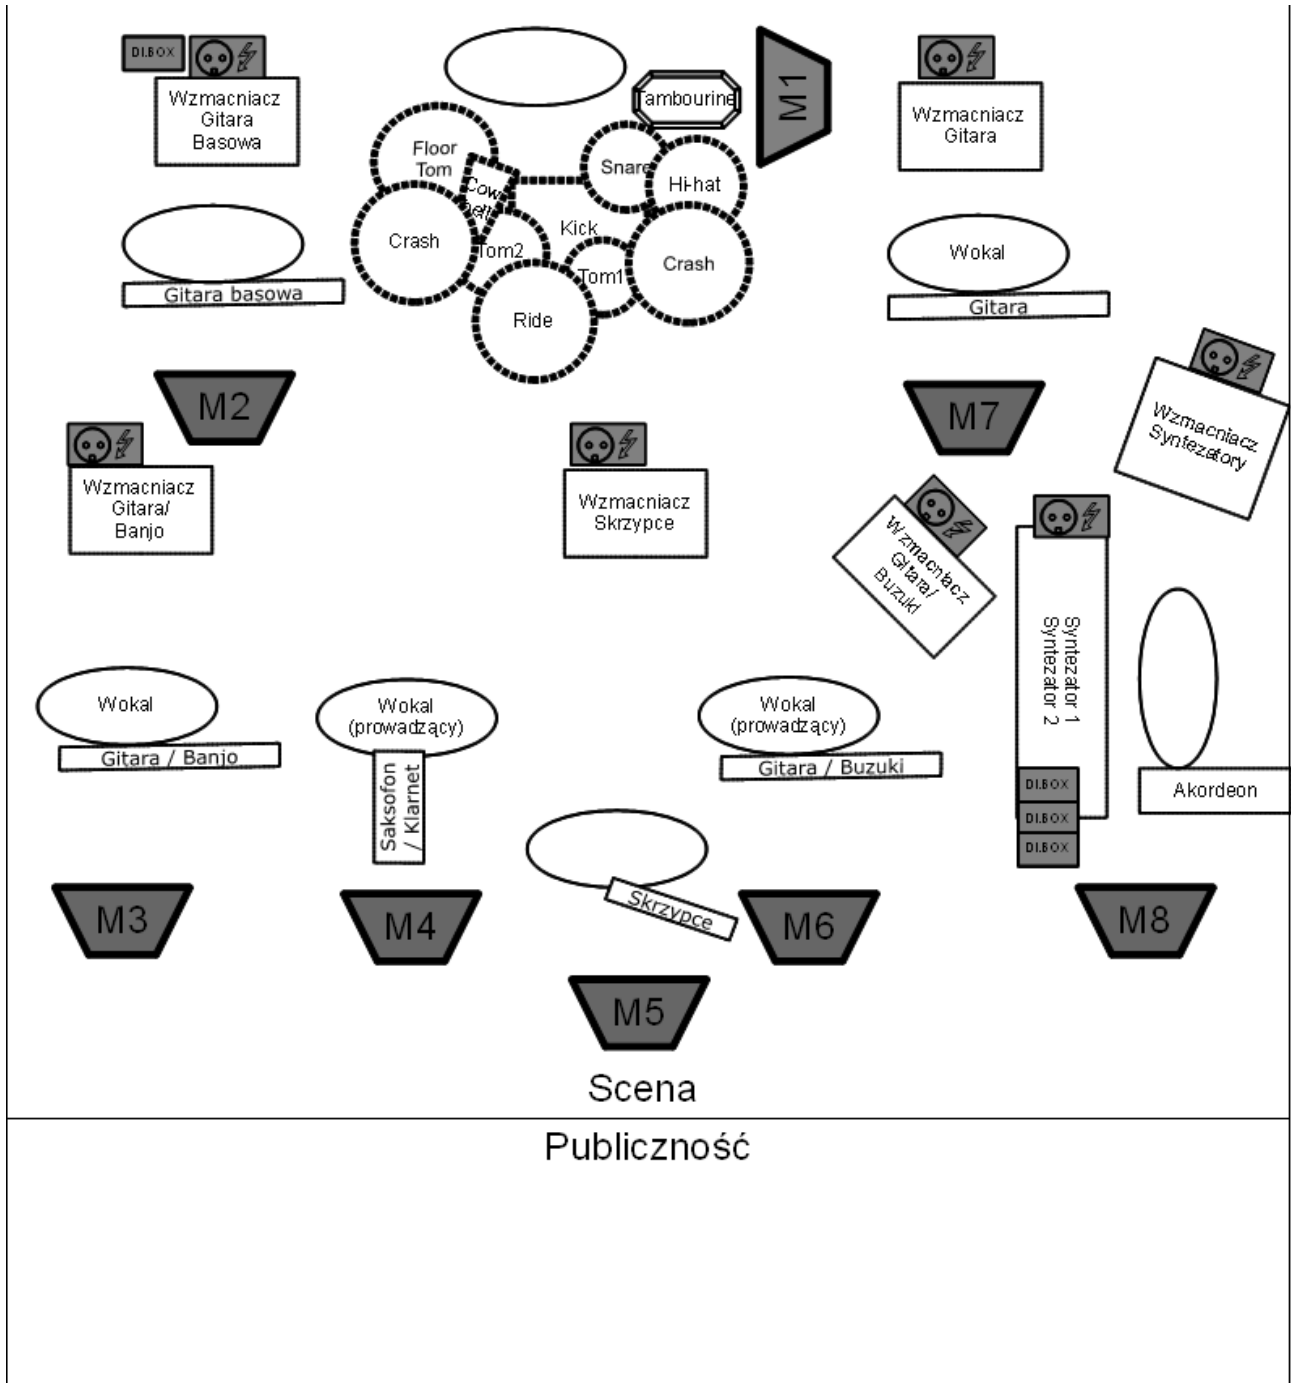 DI.BOX
Wzmacniacz
Gitara
Basowa
Tambourine
M1
Wzmacniacz
Gitara
Floor
Tom
Snare
Hi-hat
Cow
bell
Kick
Crash
Tom2
Tom1
Crash
Ride
Gitara basowa
Wokal
Gitara
M2
M7
Wzmacniacz
Syntezatory
Wzmacniacz
Gitara/
Banjo
Wzmacniacz
Skrzypce
Wzmacniacz
Gitara/
Buzuki
Syntezator 1
Syntezator 2
Wokal
Gitara / Banjo
Wokal
(prowadzący)
Saksofon
/ Klarnet
Wokal
(prowadzący)
Gitara / Buzuki
DI.BOX
DI.BOX
DI.BOX
Akordeon
Skrzypce
M3
M4
M6
M8
M5
Scena
Publiczność